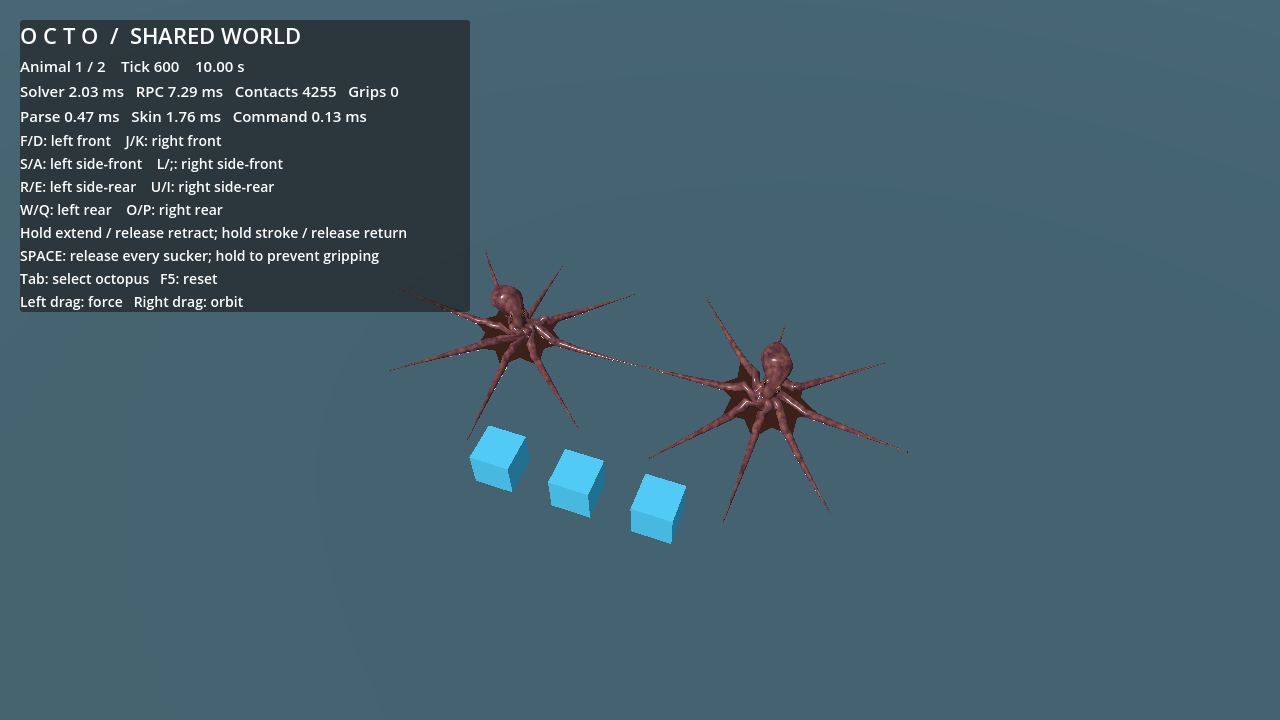 O C T O / SHARED WORLD
Animal 1 / 2 Tick 600 10.00 s
Solver 2.03 ms RPC 7.29 ms Contacts 4255 Grips 0
Parse 0.47 ms Skin 1.76 ms Command 0.13 ms
F/D: left front J/K: right front
S/A: left side-front L/;: right side-front
R/E: left side-rear U/I: right side-rear
W/Q: left rear O/P: right rear
Hold extend / release retract; hold stroke / release return
SPACE: release every sucker; hold to prevent gripping
Tab: select octopus F5: reset
Left drag: force Right drag: orbit